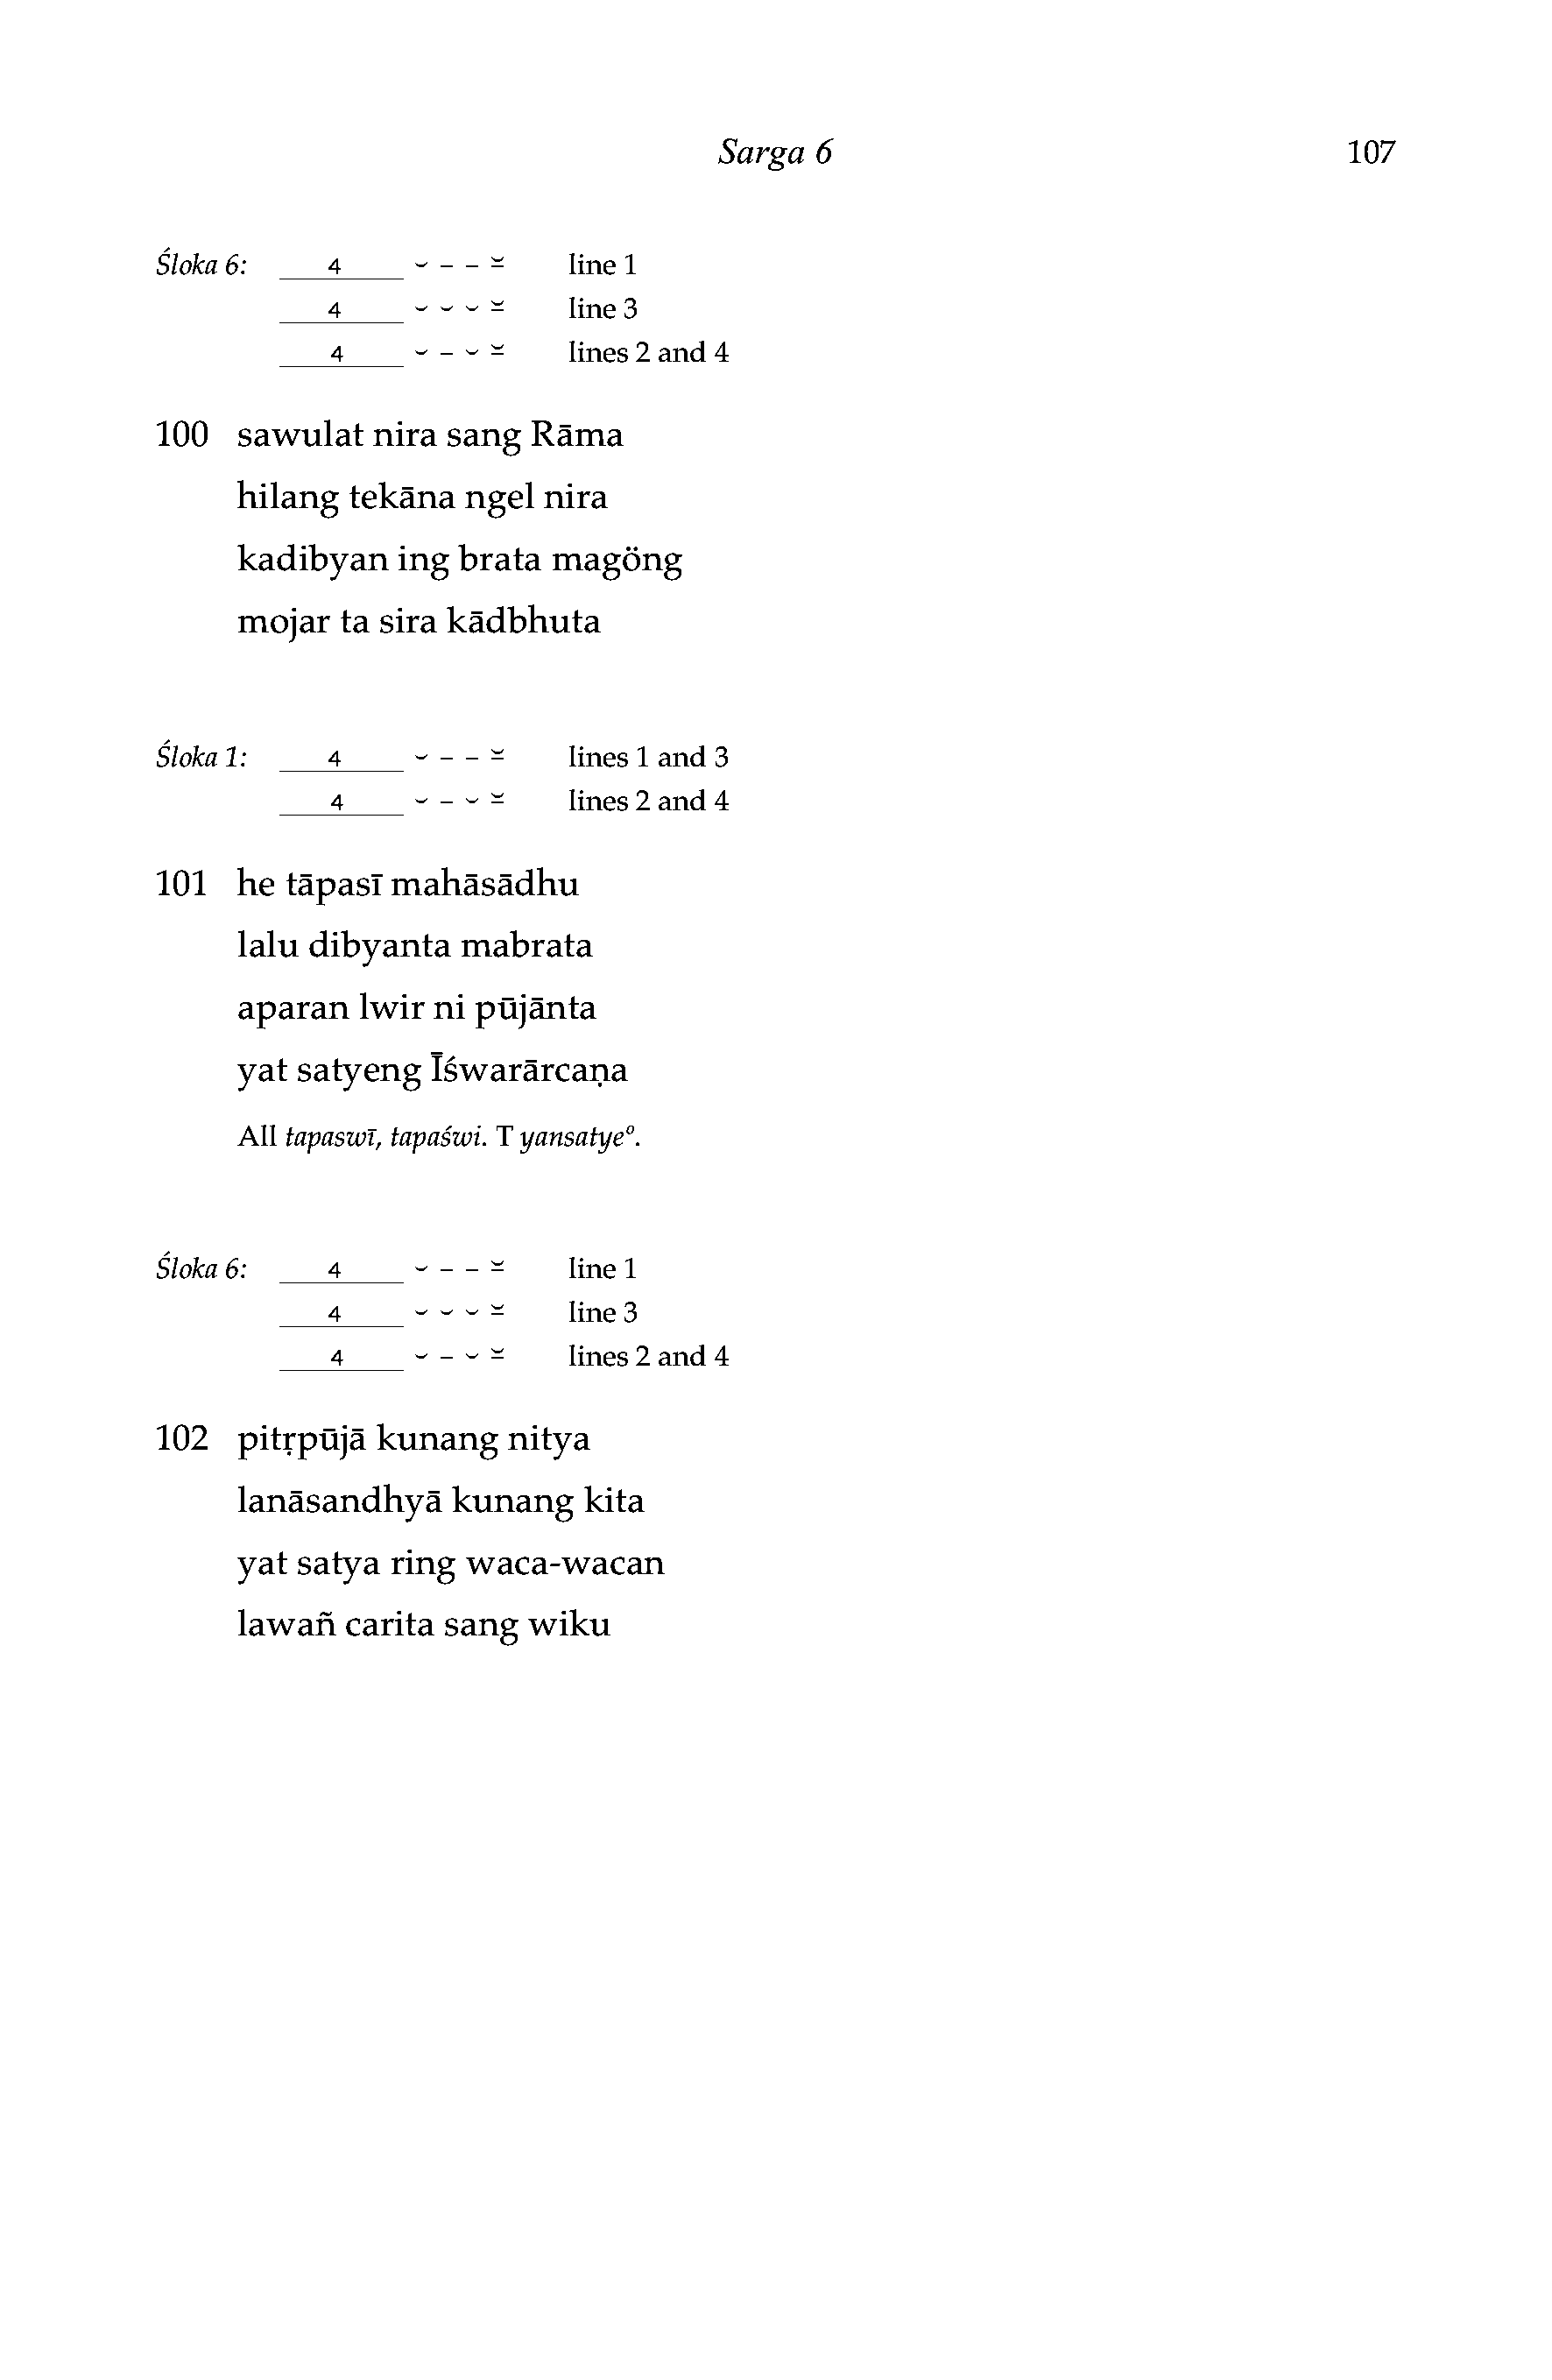 Sarga 6 107
Śloka 6: 4 ⏑ – – ⏓ line 1
4 ⏑ ⏑ ⏑ ⏓ line 3
4 ⏑ – ⏑ ⏓ lines 2 and 4
100 sawulat nira sang Rāma
hilang tekāna ngel nira
kadibyan ing brata magöng
mojar ta sira kādbhuta
Śloka 1: 4 ⏑ – – ⏓ lines 1 and 3
4 ⏑ – ⏑ ⏓ lines 2 and 4
101 he tāpasī mahāsādhu
lalu dibyanta mabrata
aparan lwir ni pūjānta
yat satyeng Īśwarārcaṇa
All tapaswī, tapaświ. T yansatyeº.
Śloka 6: 4 ⏑ – – ⏓ line 1
4 ⏑ ⏑ ⏑ ⏓ line 3
4 ⏑ – ⏑ ⏓ lines 2 and 4
102 pitṛpūjā kunang nitya
lanāsandhyā kunang kita
yat satya ring waca-wacan
lawañ carita sang wiku